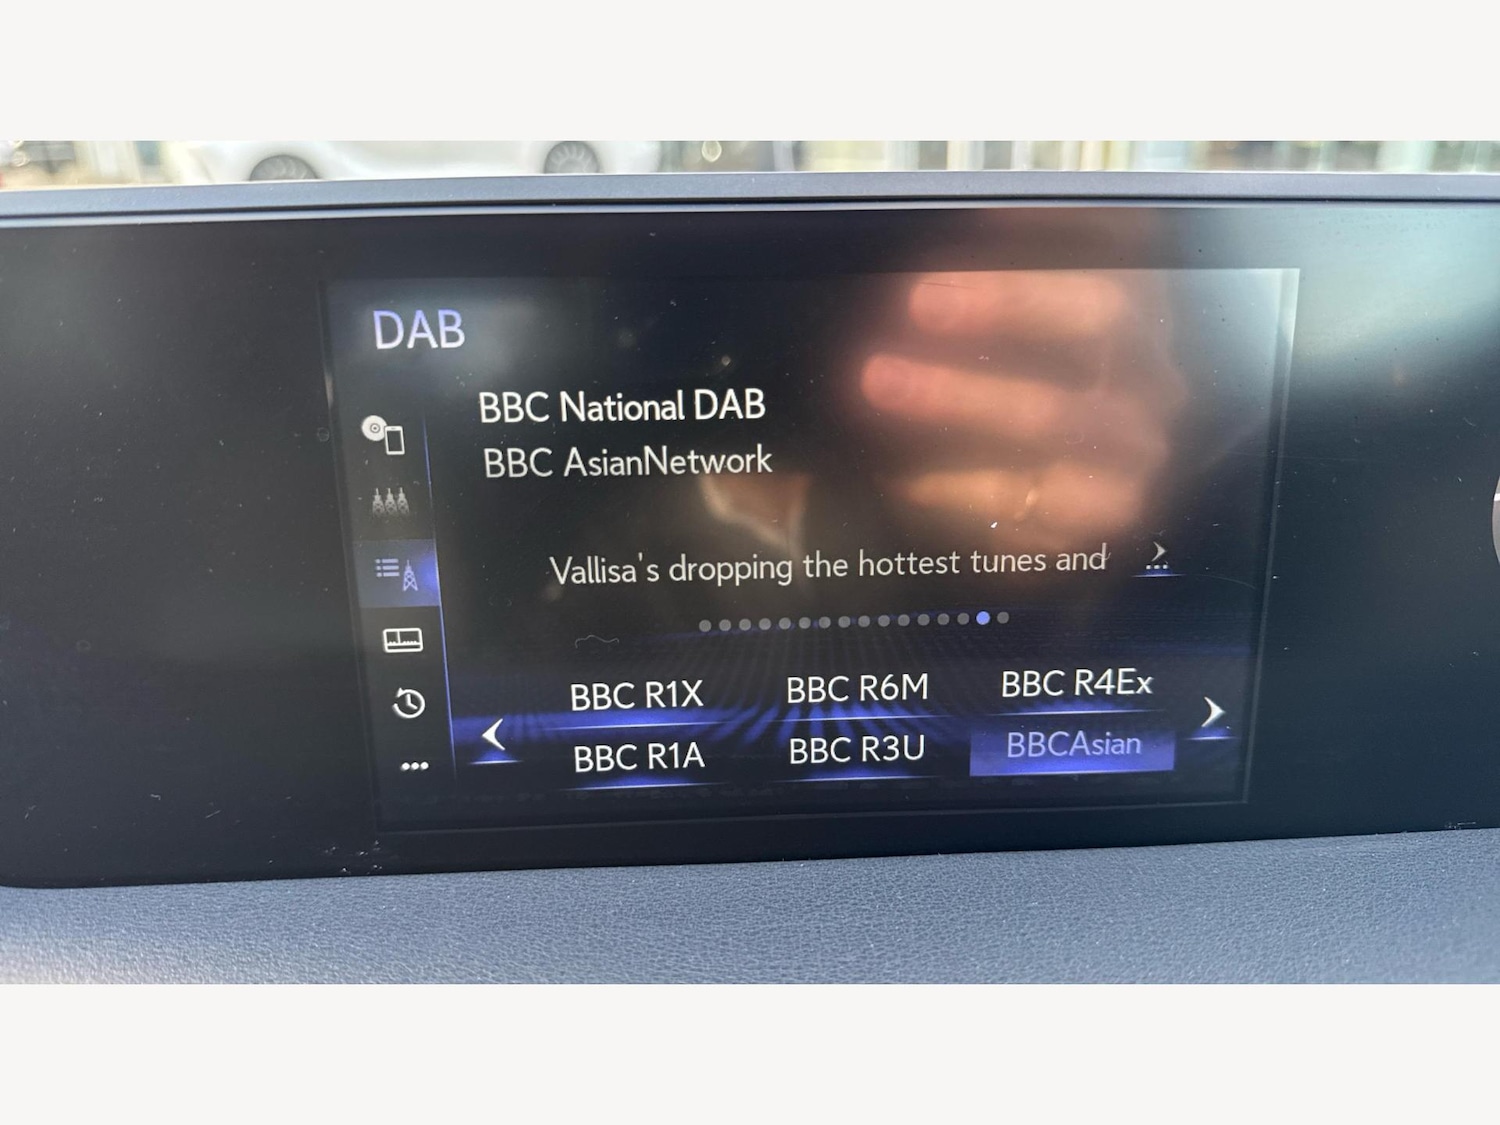 DAB
BBC National DAB
BBC AsianNetwork
Vallisa's dropping the hottest tunes and
...
BBC R1X BBC R6M BBC R4Ex
BBC R1A BBC R3U BBCAsian